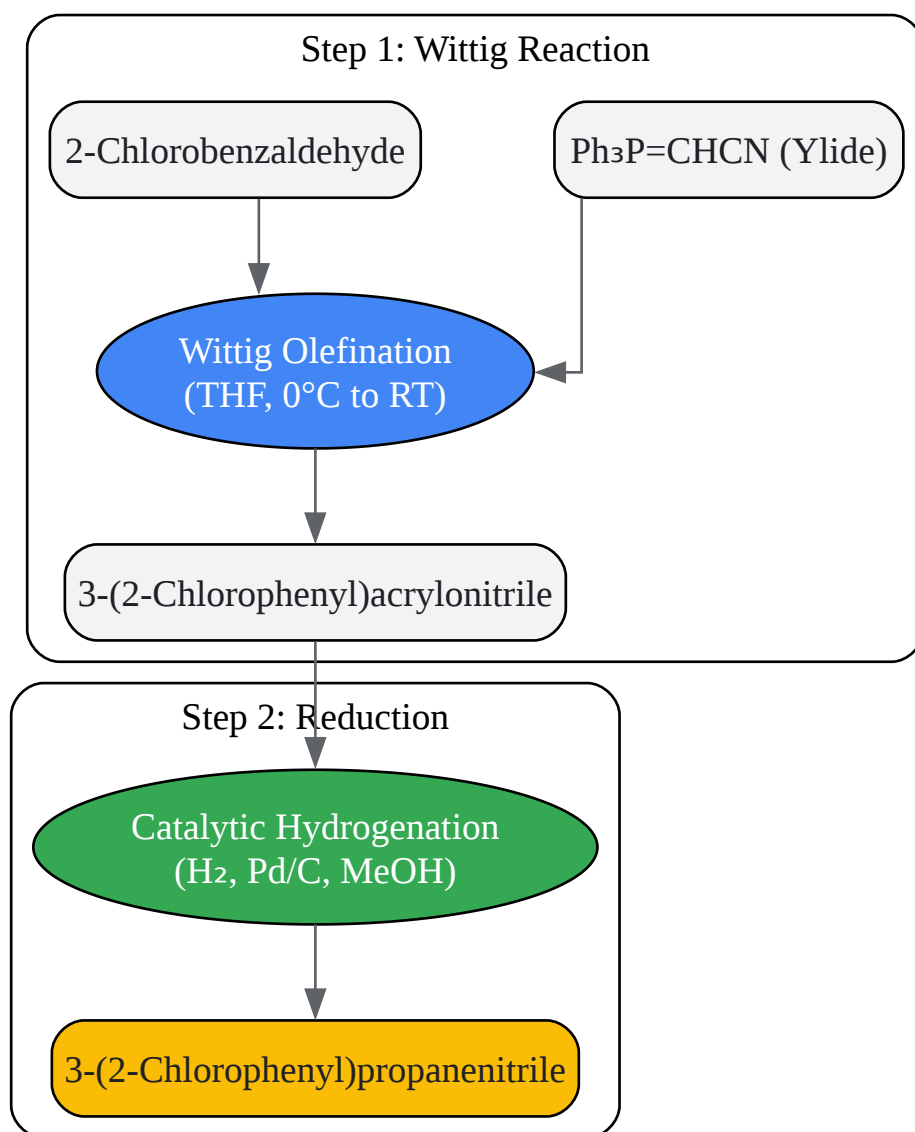 Step 1: Wittig Reaction
2-Chlorobenzaldehyde
Ph₃P=CHCN (Ylide)
Wittig Olefination
(THF, 0°C to RT)
3-(2-Chlorophenyl)acrylonitrile
Step 2: Reduction
Catalytic Hydrogenation
(H₂, Pd/C, MeOH)
3-(2-Chlorophenyl)propanenitrile